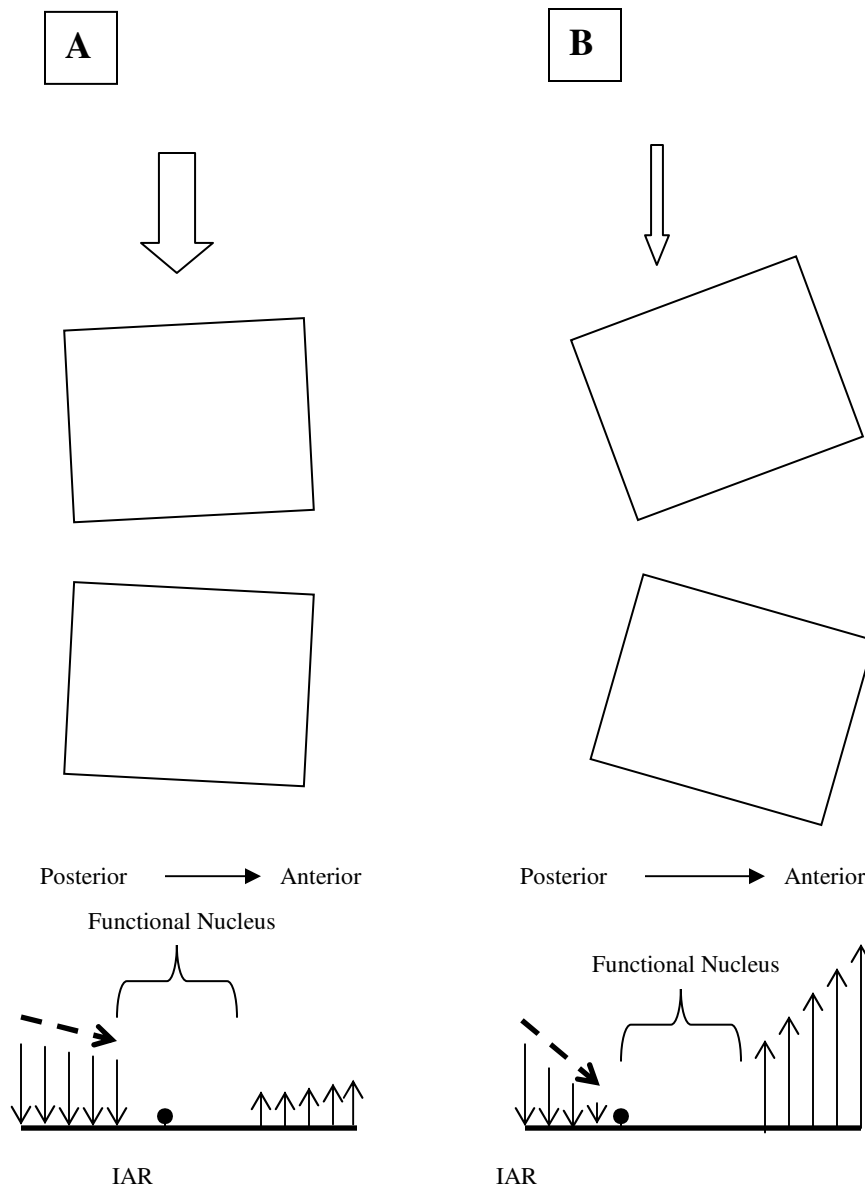 A
B
Posterior Anterior
Posterior Anterior
Functional Nucleus
Functional Nucleus
IAR
IAR